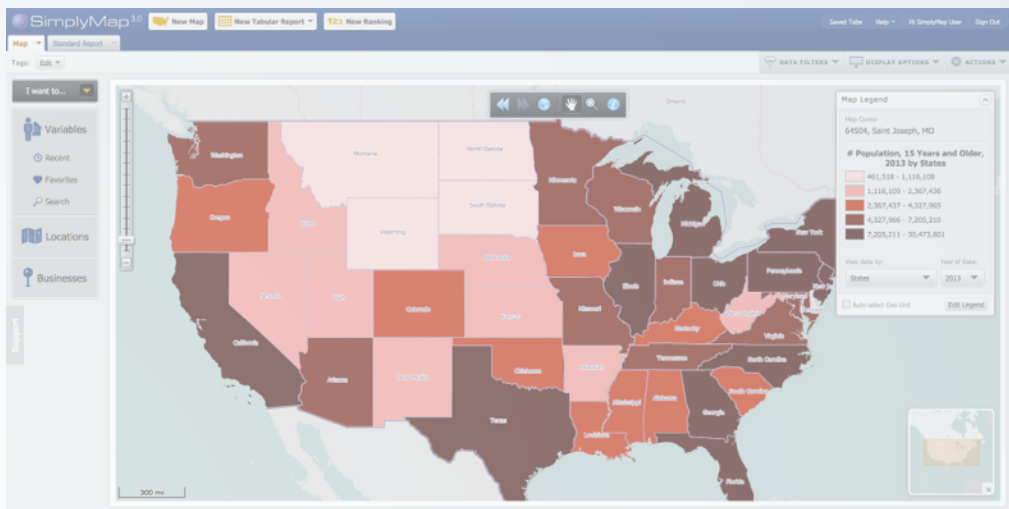 SimplyMap 3.0
New Map
New Tabular Report
123 New Ranking
Saved Tabs
Help
Hi SimplyMap User
Sign Out
Map
Standard Report
Tags:
Edit
DATA FILTERS
DISPLAY OPTIONS
ACTIONS
I want to...
Variables
Recent
Favorites
Search
Locations
Businesses
Support
Ontario
Washington
Montana
North Dakota
Minnesota
Oregon
Idaho
South Dakota
Wisconsin
Michigan
New York
Wyoming
Nebraska
Iowa
Illinois
Indiana
Ohio
Pennsylvania
New Jer
Nevada
Utah
Colorado
Kansas
Missouri
Kentucky
West Virginia
Maryland
Virginia
California
Arizona
New Mexico
Oklahoma
Arkansas
Tennessee
North Carolina
South Carolina
Texas
Louisiana
Mississippi
Alabama
Georgia
Florida
300 mi
Map Legend
Map Center
64504, Saint Joseph, MO
# Population, 15 Years and Older,
2013 by States
461,518 - 1,116,108
1,116,109 - 2,367,436
2,367,437 - 4,327,965
4,327,966 - 7,205,210
7,205,211 - 30,473,801
View data by:
Year of Data:
States
2013
Auto-select Geo Unit
Edit Legend